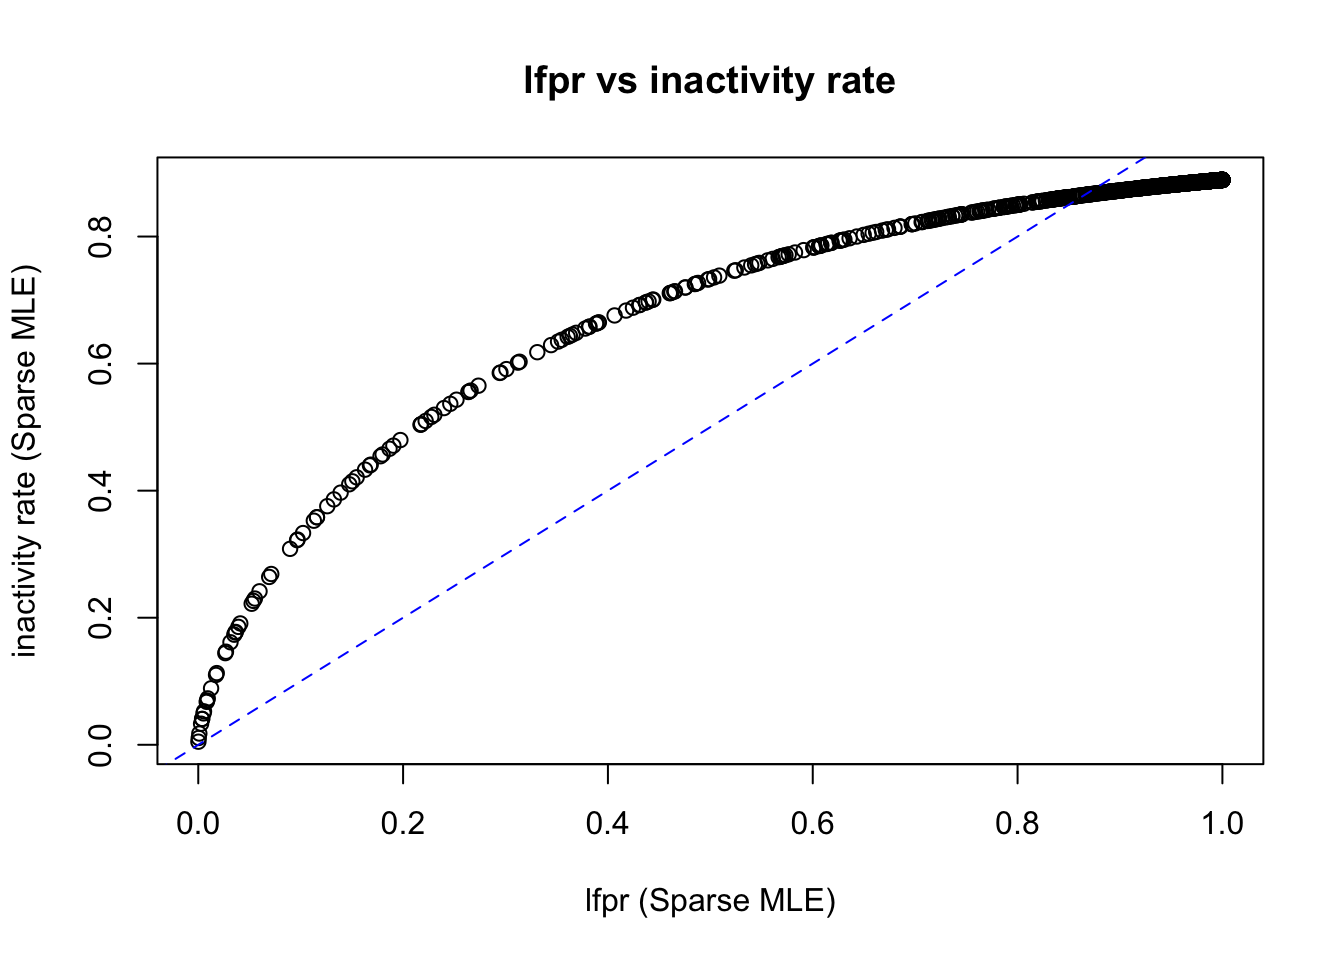 lfpr vs inactivity rate
inactivity rate (Sparse MLE)
0.8
0.6
0.4
0.2
0.0
0.0 0.2 0.4 0.6 0.8 1.0
lfpr (Sparse MLE)